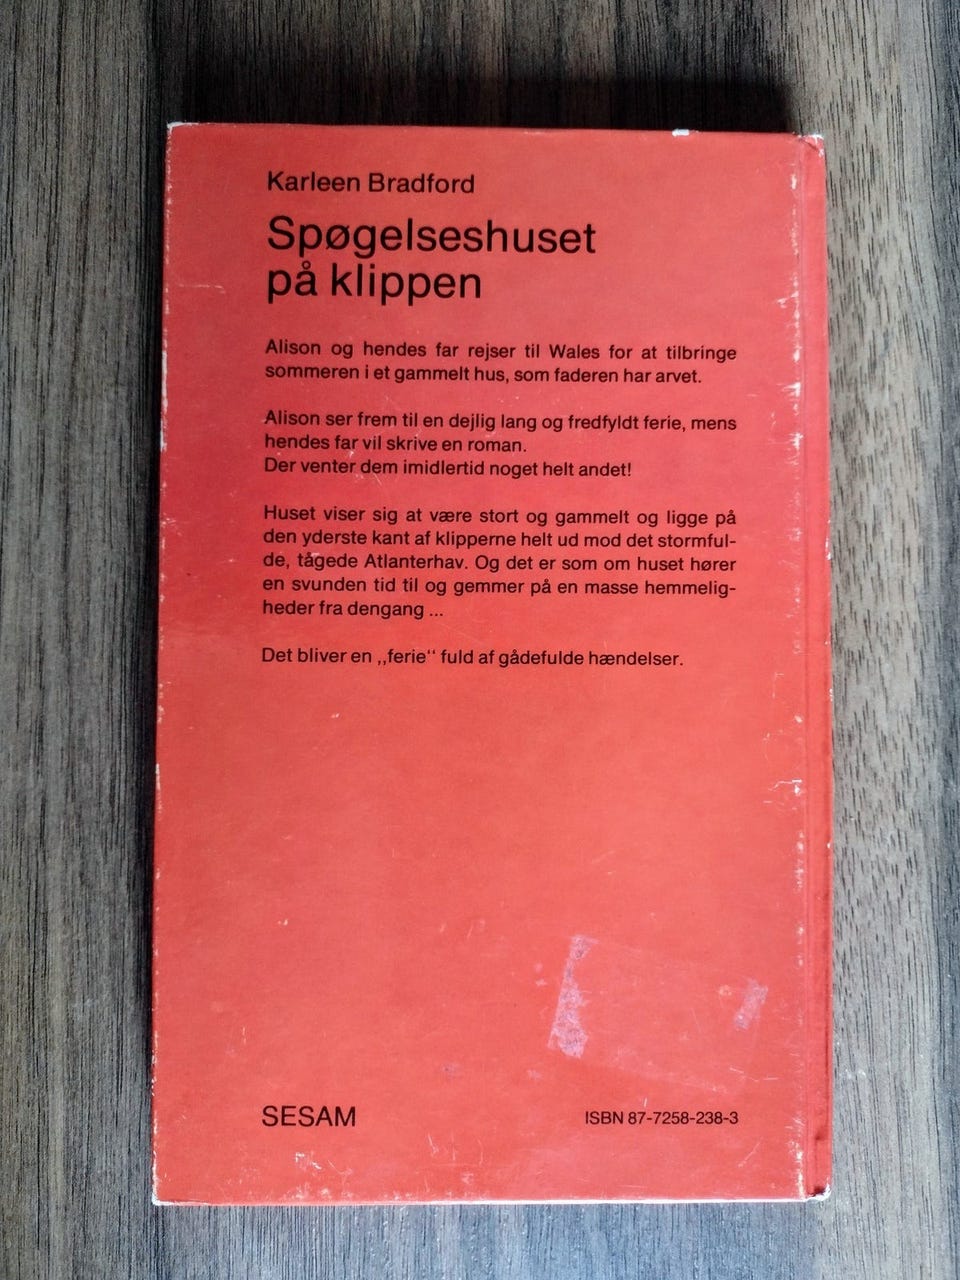 Karleen Bradford
Spøgelseshuset
på klippen
Alison og hendes far rejser til Wales for at tilbringe
sommeren i et gammelt hus, som faderen har arvet.
Alison ser frem til en dejlig lang og fredfyldt ferie, mens
hendes far vil skrive en roman.
Der venter dem imidlertid noget helt andet!
Huset viser sig at være stort og gammelt og ligge på
den yderste kant af klipperne helt ud mod det stormful-
de, tågede Atlanterhav. Og det er som om huset hører
en svunden tid til og gemmer på en masse hemmelig-
heder fra dengang ...
Det bliver en ,,ferie'' fuld af gådefulde hændelser.
SESAM
ISBN 87-7258-238-3